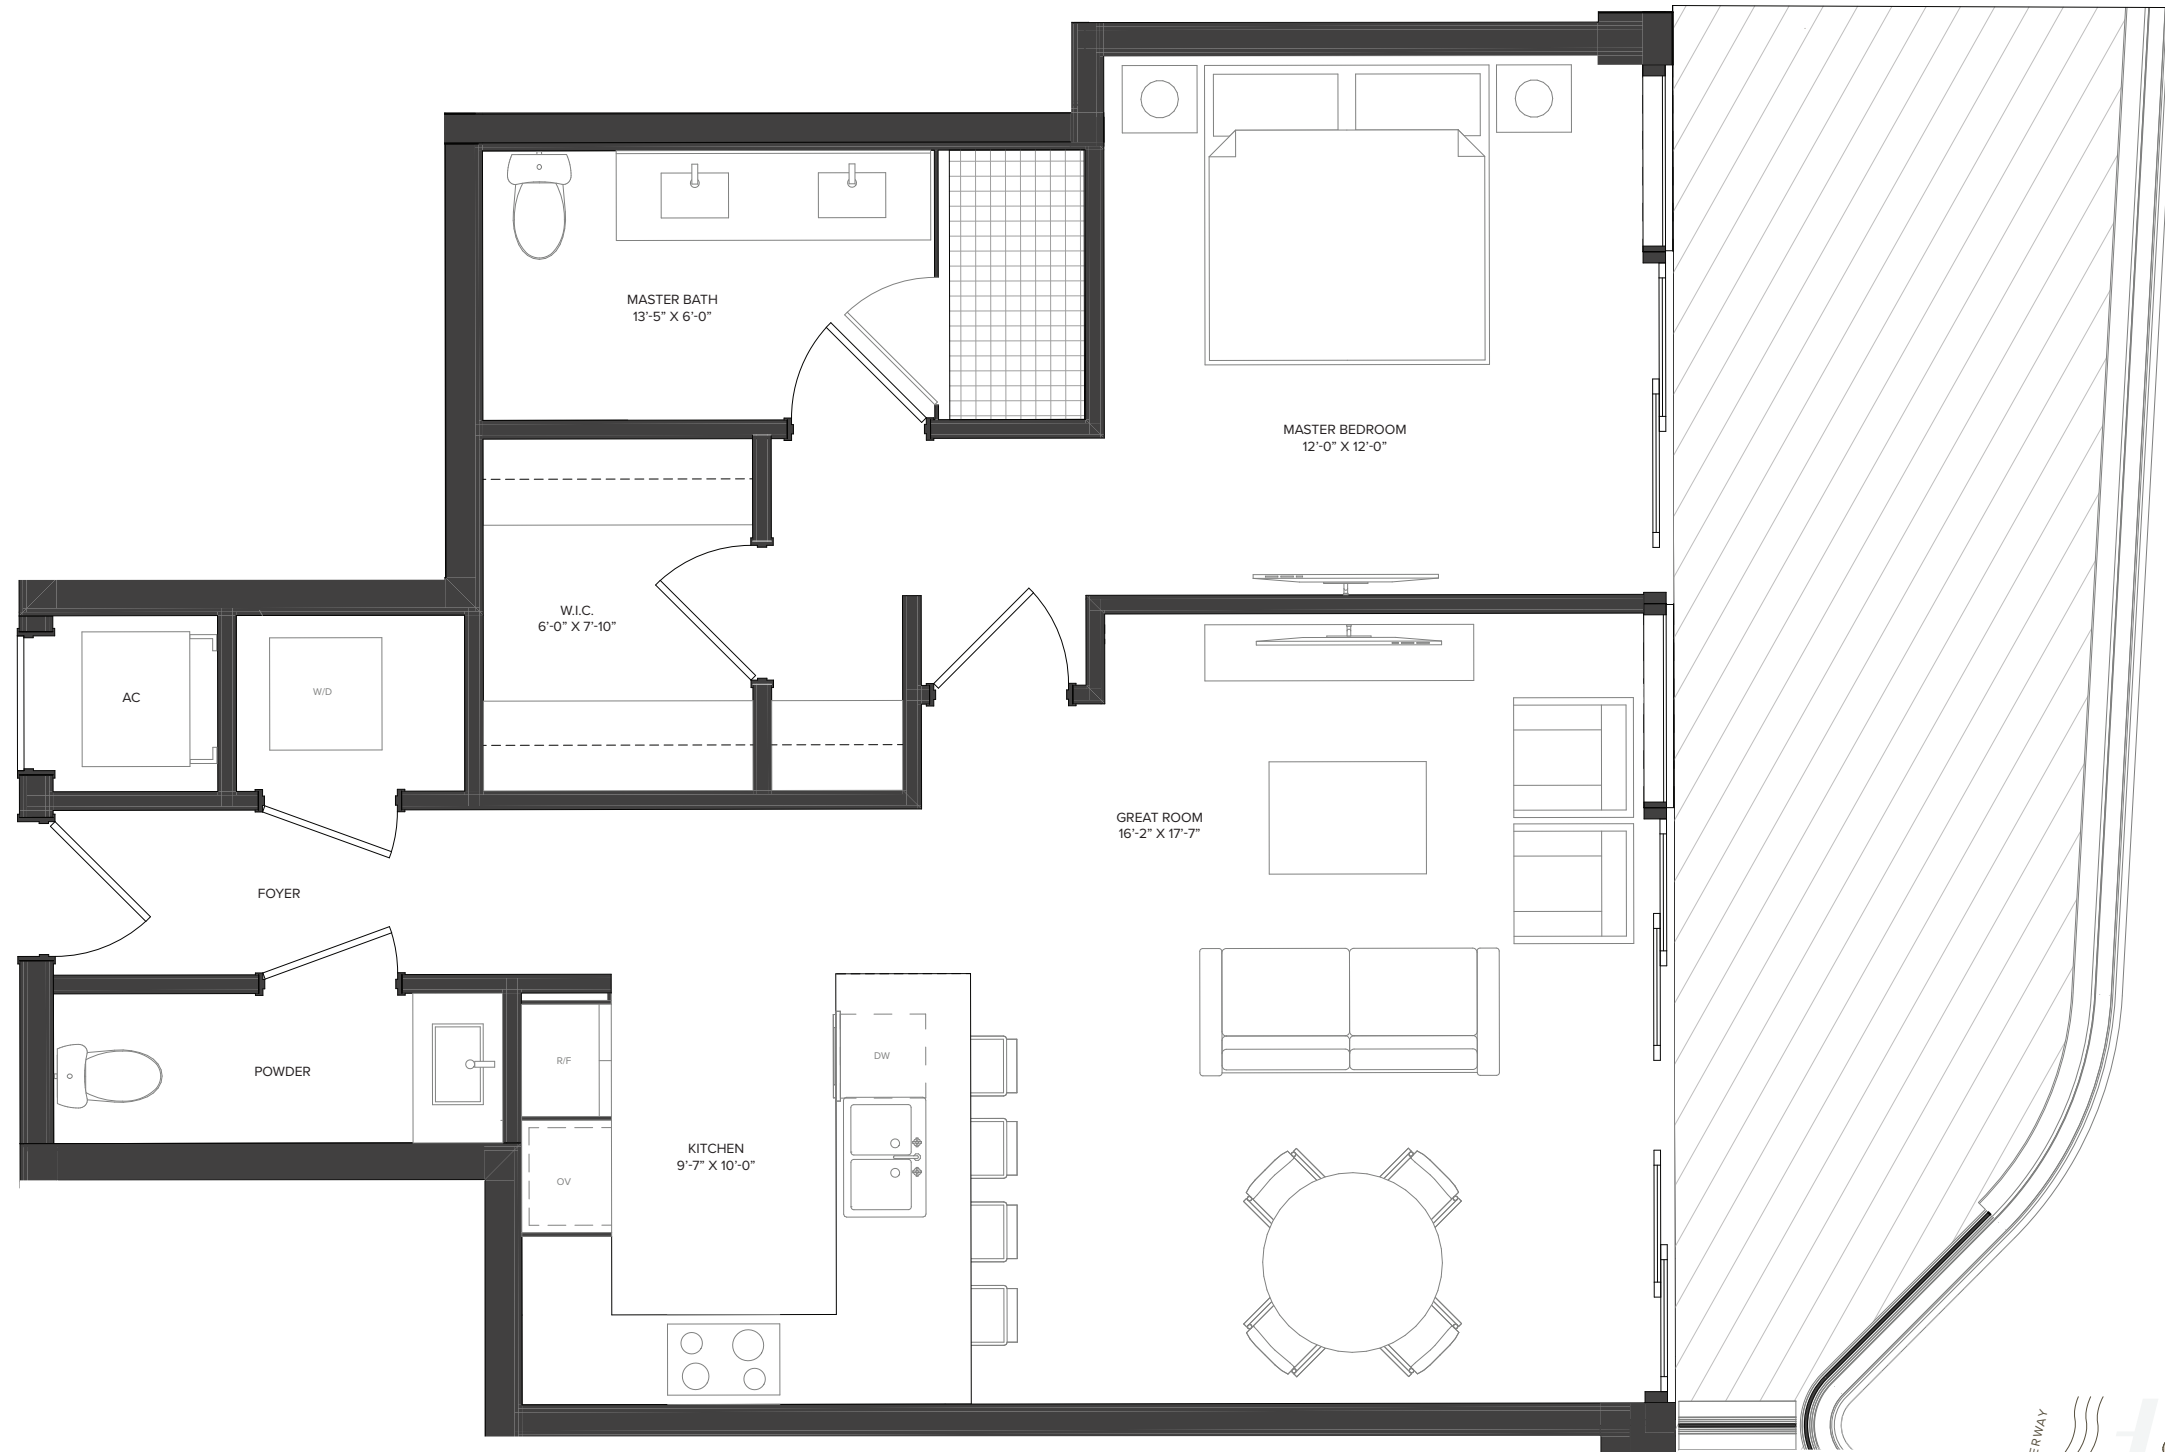 MASTER BATH
13'-5" X 6'-0"
MASTER BEDROOM
12'-0" X 12'-0"
W.I.C.
6'-0" X 7'-10"
AC
W/D
GREAT ROOM
16'-2" X 17'-7"
FOYER
POWDER
R/F
DW
KITCHEN
9'-7" X 10'-0"
OV
ERWAY